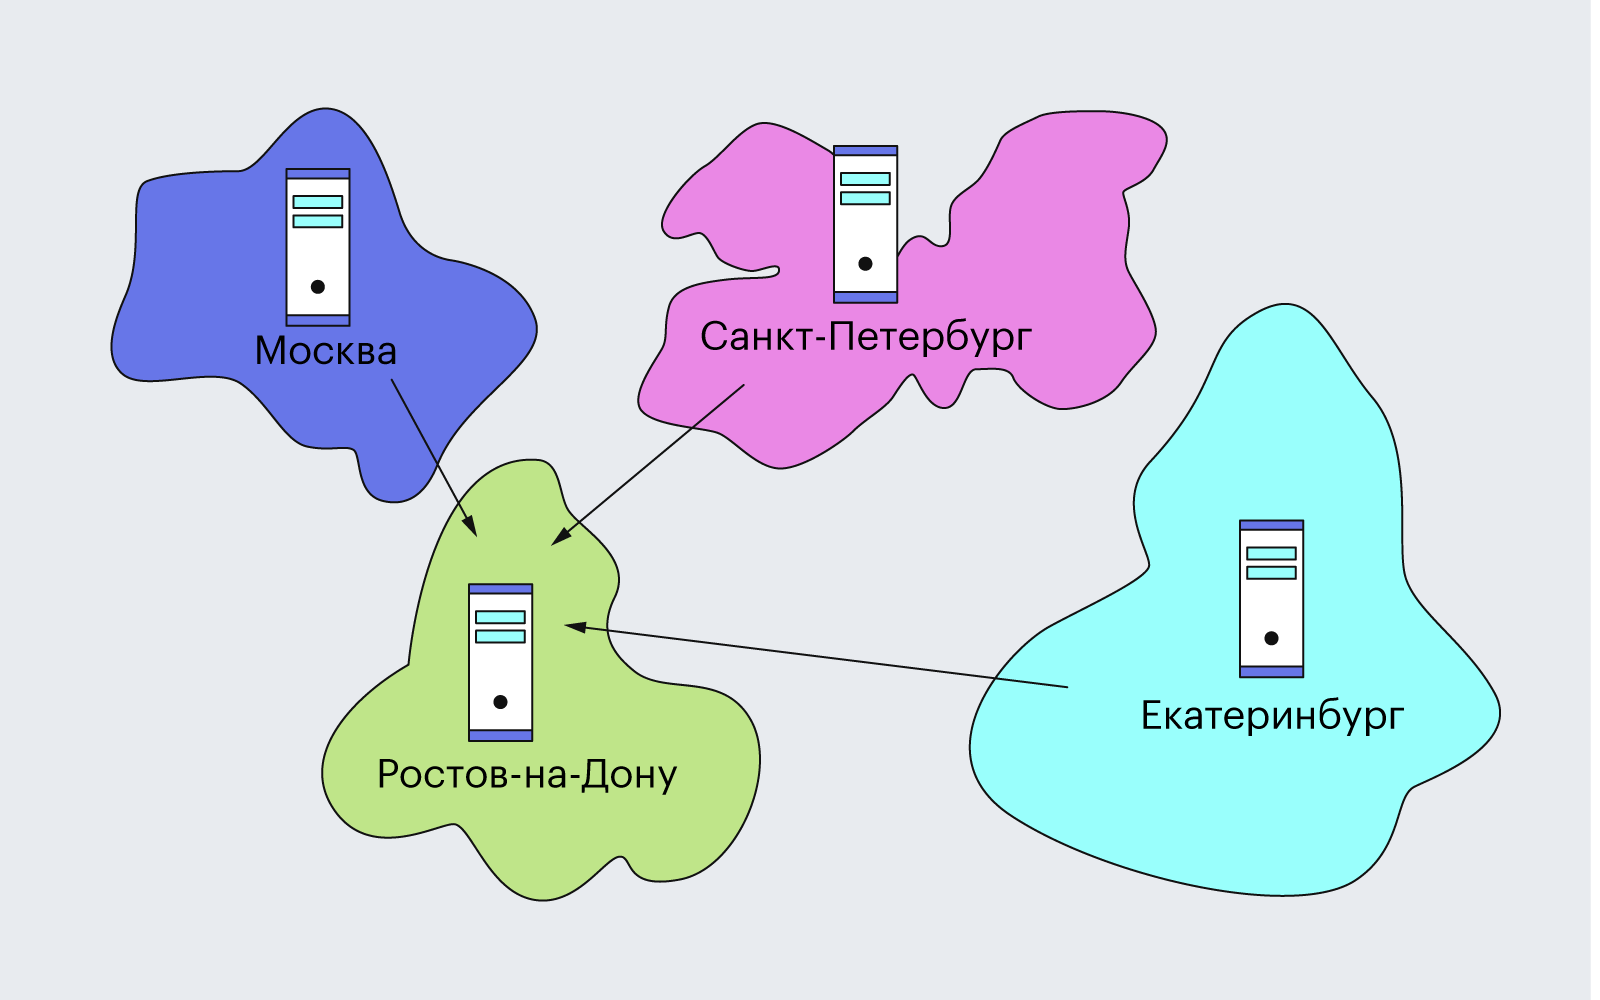 Москва
Санкт-Петербург
Екатеринбург
Ростов-на-Дону